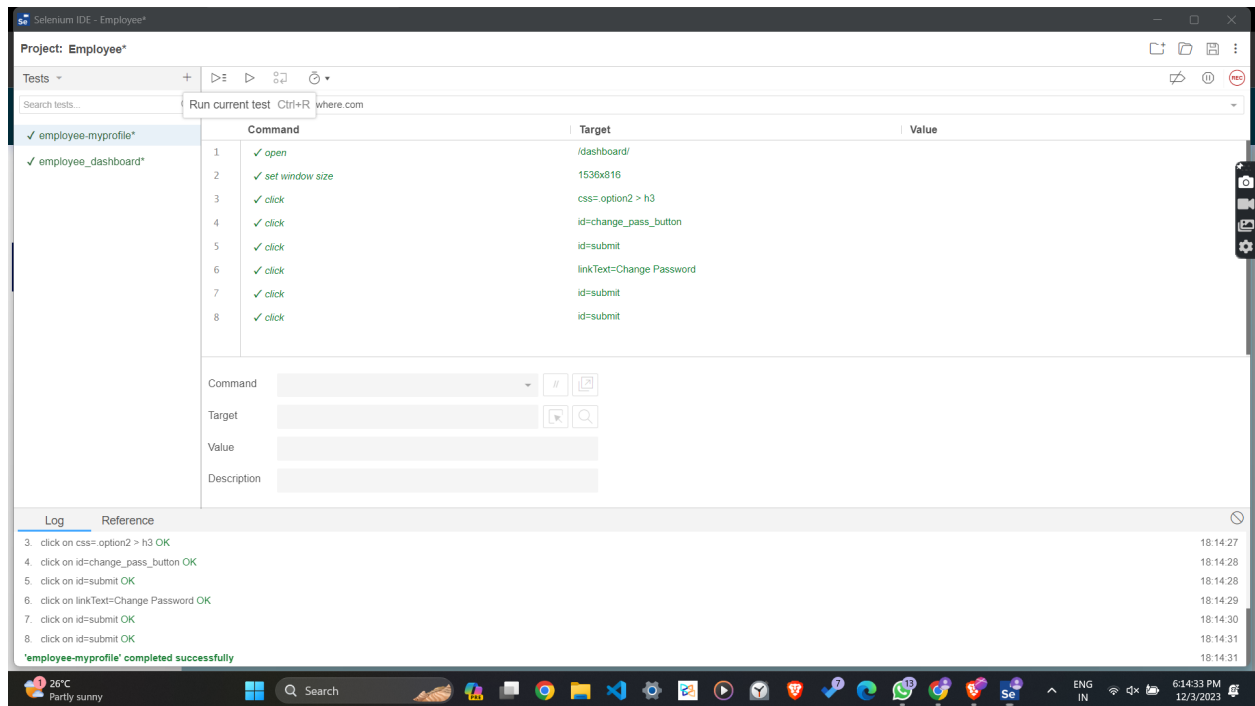 Selenium IDE - Employee*
Project: Employee*
Tests
Search tests...
Run current test Ctrl+R
where.com
✓ employee-myprofile*
✓ employee_dashboard*
Command Target Value
1 ✓ open /dashboard/
2 ✓ set window size 1536x816
3 ✓ click css=.option2 > h3
4 ✓ click id=change_pass_button
5 ✓ click id=submit
6 ✓ click linkText=Change Password
7 ✓ click id=submit
8 ✓ click id=submit
Command //
Target
Value
Description
Log Reference
3. click on css=.option2 > h3 OK 18:14:27
4. click on id=change_pass_button OK 18:14:28
5. click on id=submit OK 18:14:28
6. click on linkText=Change Password OK 18:14:29
7. click on id=submit OK 18:14:30
8. click on id=submit OK 18:14:31
'employee-myprofile' completed successfully 18:14:31
1 26°C
Partly sunny
Search
PRE
7
13
Se
ENG
IN
6:14:33 PM
12/3/2023
REC